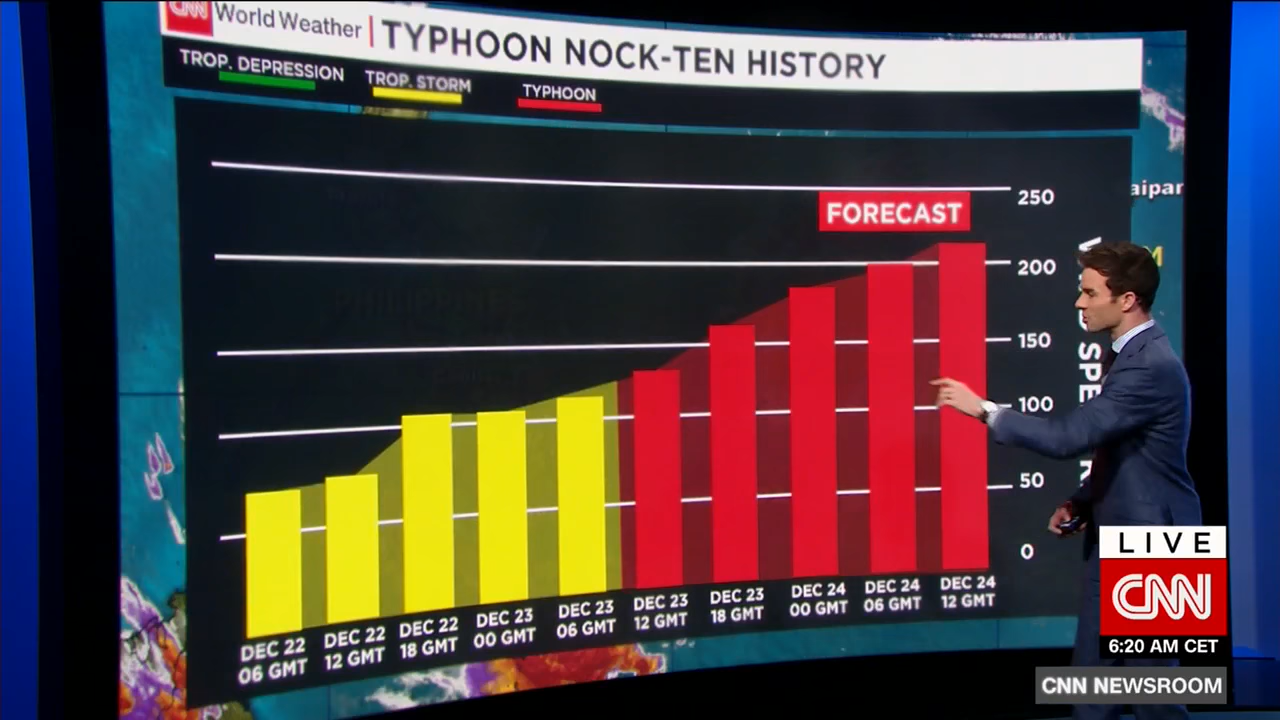 CNN World Weather | TYPHOON NOCK-TEN HISTORY
TROP. DEPRESSION TROP. STORM TYPHOON
FORECAST
250
200
150
100
50
0
aipan
DEC 22 06 GMT
DEC 22 12 GMT
DEC 22 18 GMT
DEC 23 00 GMT
DEC 23 06 GMT
DEC 23 12 GMT
DEC 23 18 GMT
DEC 24 00 GMT
DEC 24 06 GMT
DEC 24 12 GMT
LIVE
CNN
6:20 AM CET
CNN NEWSROOM